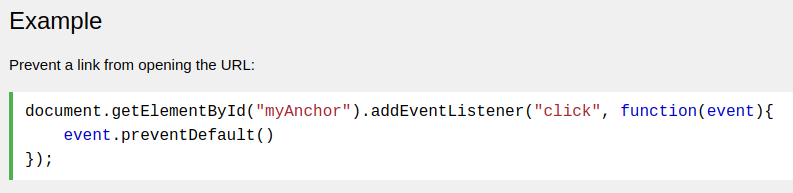 Example
Prevent a link from opening the URL:
document.getElementById("myAnchor").addEventListener("click", function(event){
    event.preventDefault()
});